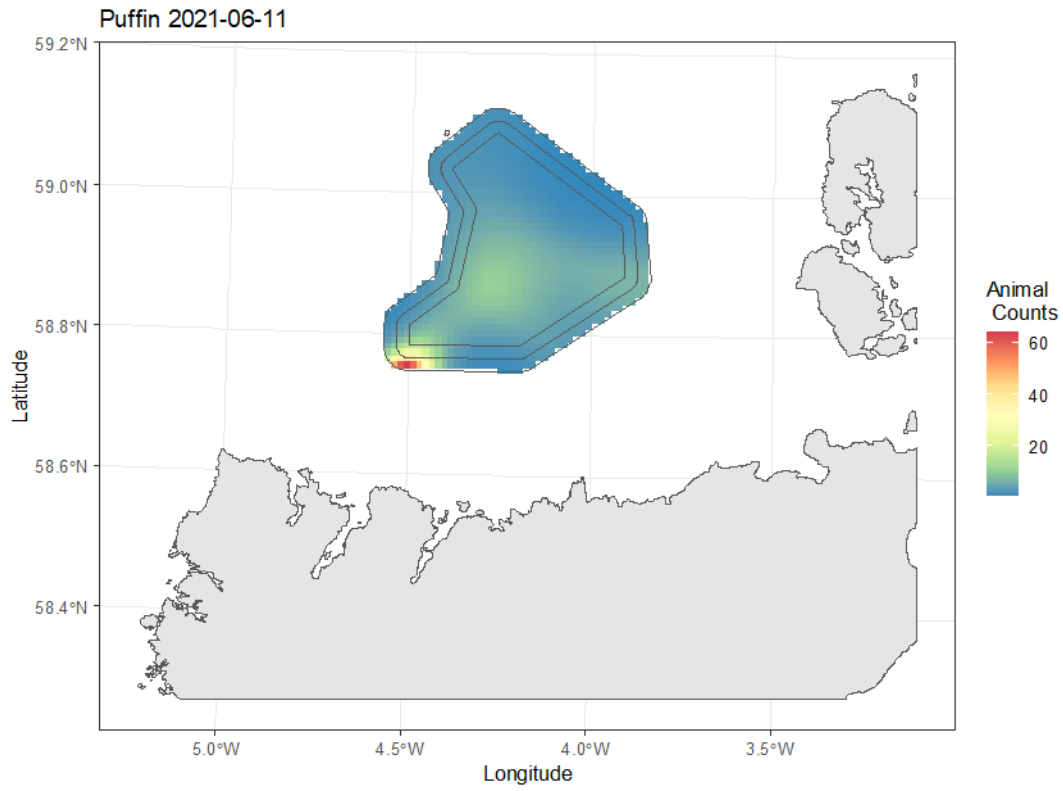 Puffin 2021-06-11
59.2°N
59.0°N
58.8°N
58.6°N
58.4°N
Latitude
5.0°W
4.5°W
4.0°W
3.5°W
Longitude
Animal
Counts
60
40
20